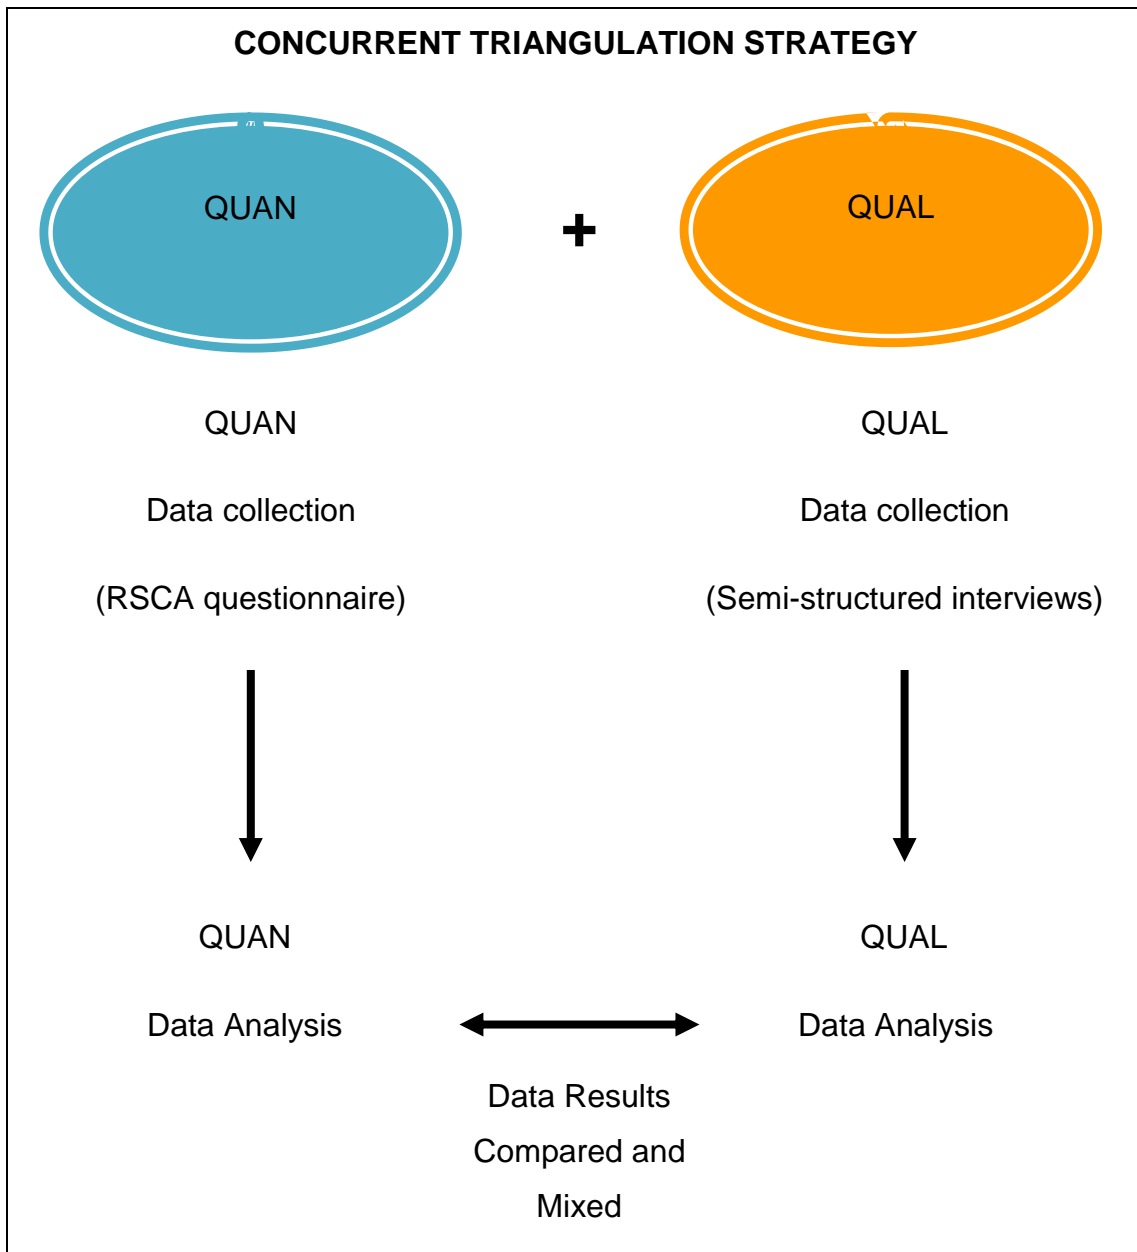 CONCURRENT TRIANGULATION STRATEGY
QUAN
+
QUAL
QUAN
QUAL
Data collection
Data collection
(RSCA questionnaire)
(Semi-structured interviews)
QUAN
QUAL
Data Analysis
Data Analysis
Data Results
Compared and
Mixed